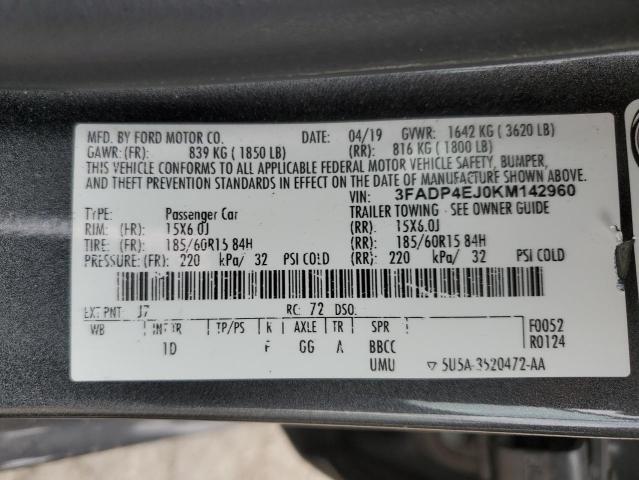 MFD. BY FORD MOTOR CO. DATE: 04/19 GVWR: 1642 KG ( 3620 LB)
GAWR: (FR): 839 KG ( 1850 LB) (RR): 816 KG ( 1800 LB)
THIS VEHICLE CONFORMS TO ALL APPLICABLE FEDERAL MOTOR VEHICLE SAFETY, BUMPER,
AND THEFT PREVENTION STANDARDS IN EFFECT ON THE DATE OF MANUFACTURE SHOWN ABOVE.
VIN: 3FADP4EJ0KM142960
TYPE: Passenger Car TRAILER TOWING - SEE OWNER GUIDE
RIM: (FR): 15X6.0J (RR): 15X6.0J
TIRE: (FR): 185/60R15 84H (RR): 185/60R15 84H
PRESSURE: (FR): 220 kPa/ 32 PSI COLD (RR): 220 kPa/ 32 PSI COLD
EXT PNT: J7 RC: 72 DSO:
WB INT TR TP/PS R AXLE TR SPR F0052
1D F GG A BBCC R0124
UMU ▽ 5U5A-3520472-AA